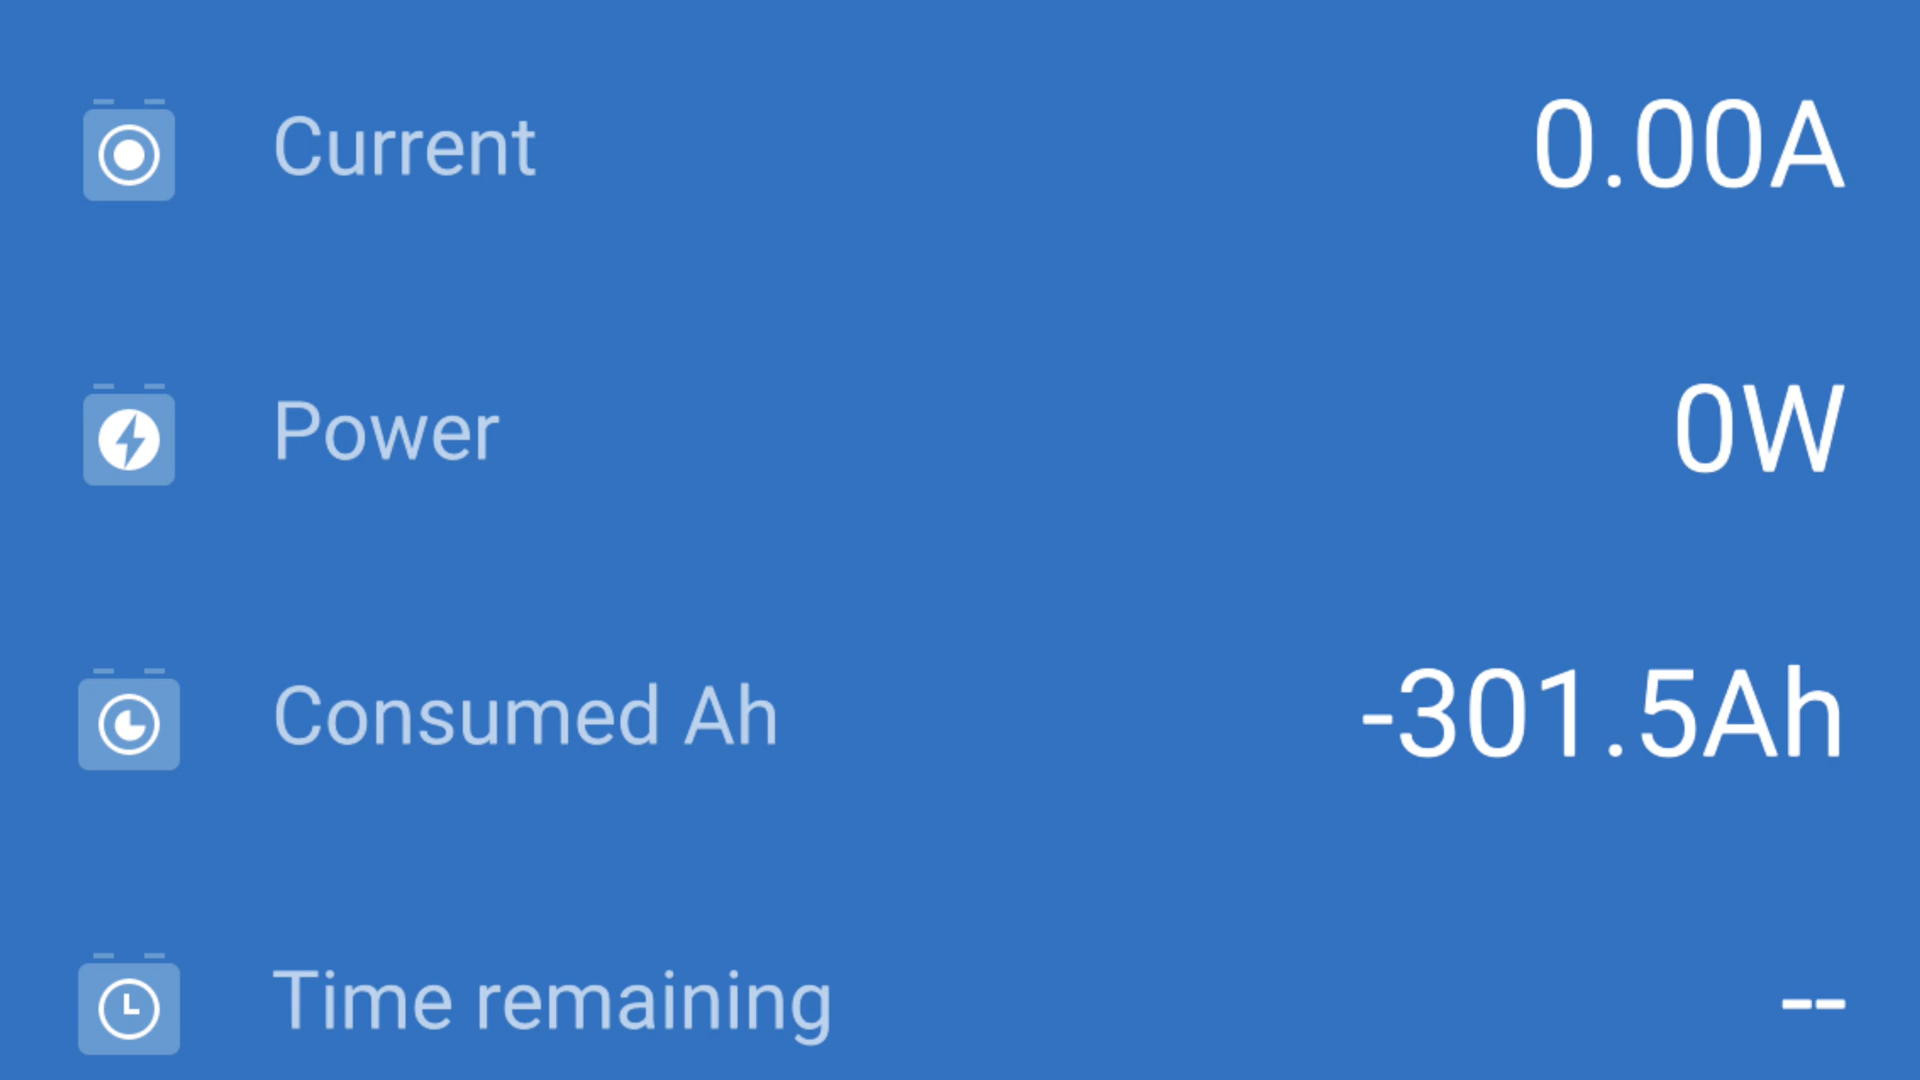 Current 0.00A
Power 0W
Consumed Ah -301.5Ah
Time remaining --